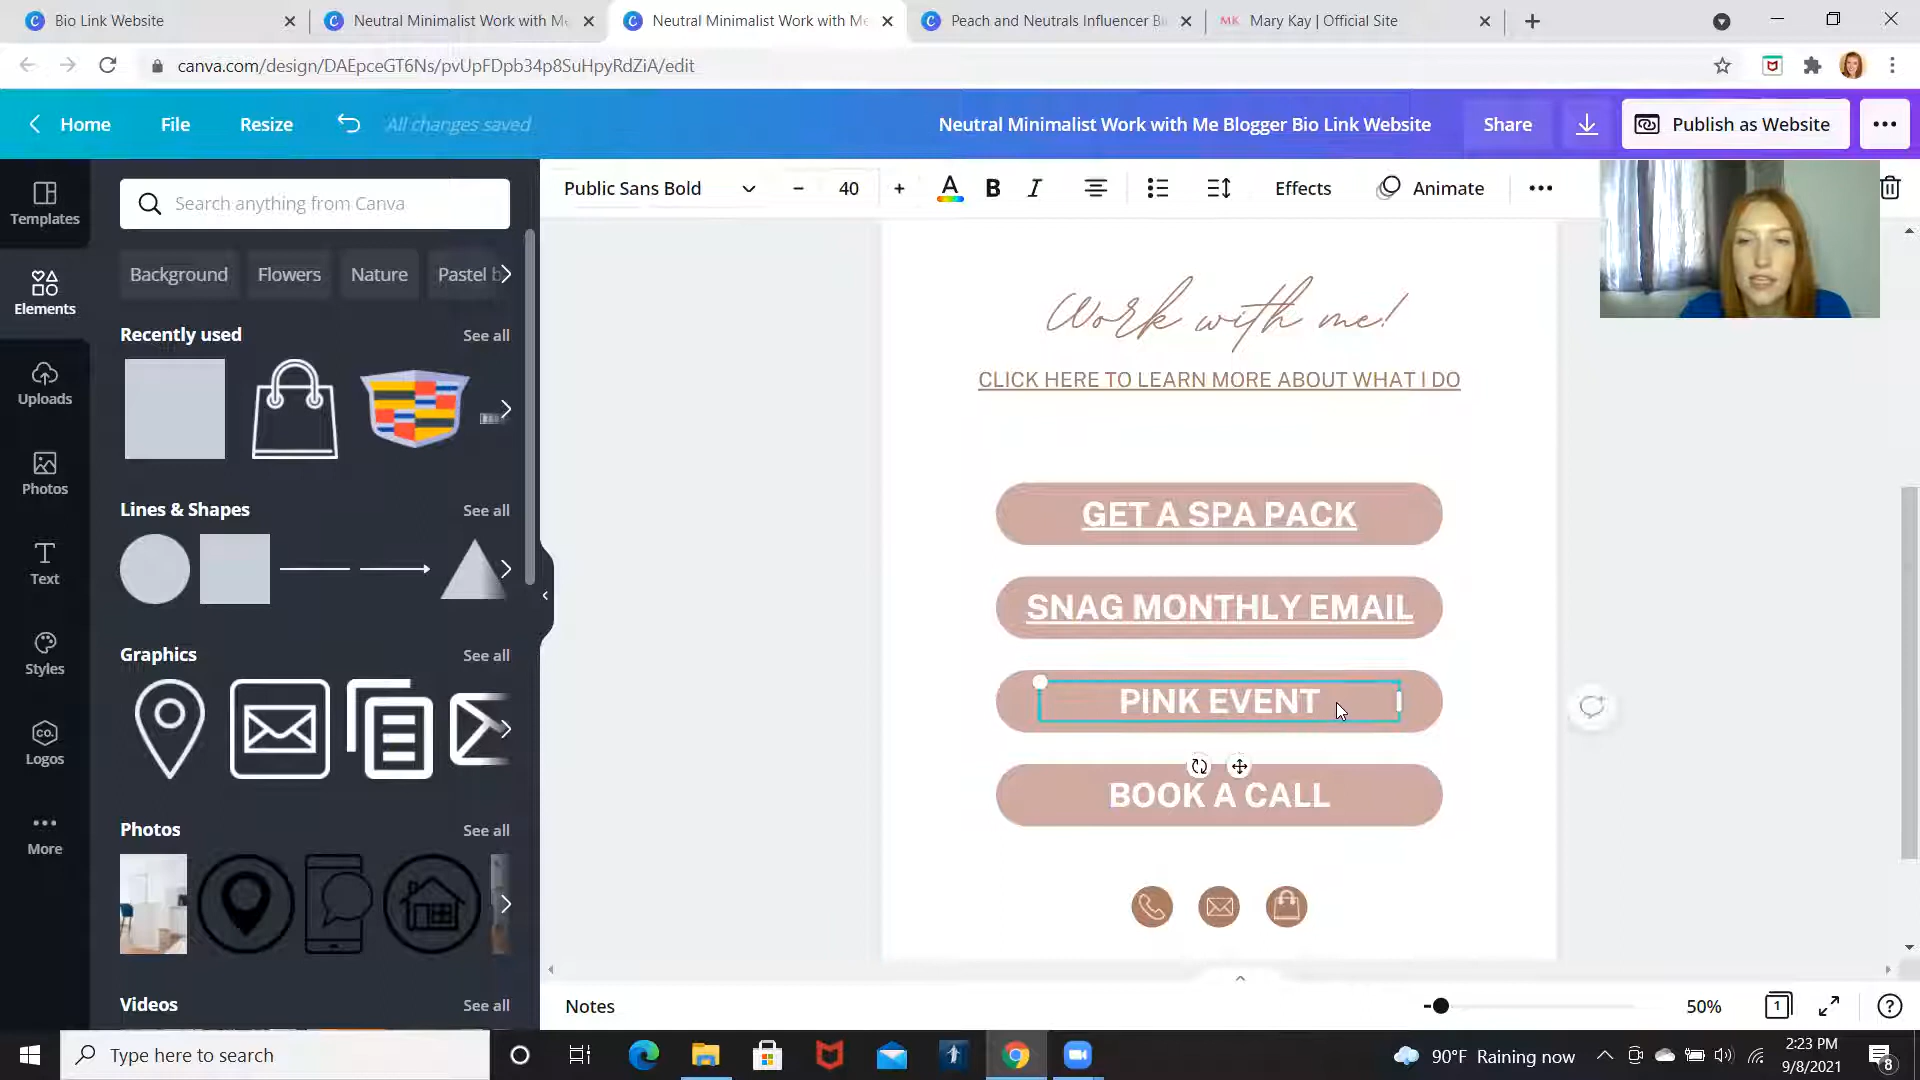 Bio Link Website
Neutral Minimalist Work with Me
Neutral Minimalist Work with Me
Peach and Neutrals Influencer Bi
MK Mary Kay | Official Site
canva.com/design/DAEpceGT6Ns/pvUpFDpb34p8SuHpyRdZiA/edit
Home
File
Resize
All changes saved
Neutral Minimalist Work with Me Blogger Bio Link Website
Share
Publish as Website
Templates
Elements
Uploads
Photos
Text
Styles
CO.
Logos
More
Search anything from Canva
Background
Flowers
Nature
Pastel b
Recently used
See all
Lines & Shapes
See all
Graphics
See all
Photos
See all
Videos
See all
Public Sans Bold
40
A
B
I
Effects
Animate
Work with me!
CLICK HERE TO LEARN MORE ABOUT WHAT I DO
GET A SPA PACK
SNAG MONTHLY EMAIL
PINK EVENT
BOOK A CALL
Notes
50%
1
Type here to search
90°F Raining now
2:23 PM
9/8/2021
8